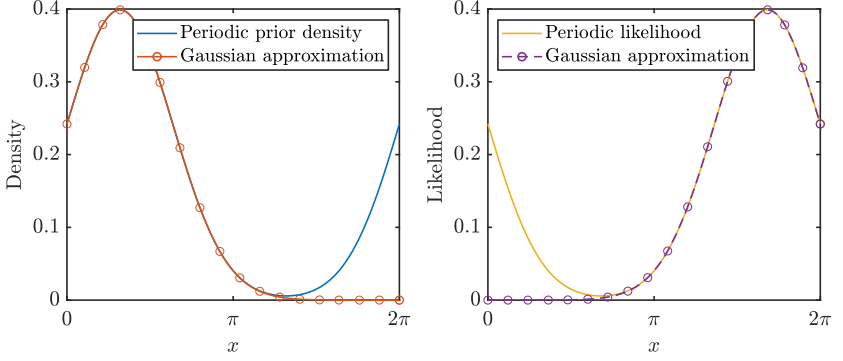 0.4
0.3
0.2
0.1
0
Density
0
π
2π
x
Periodic prior density
Gaussian approximation
0.4
0.3
0.2
0.1
0
Likelihood
0
π
2π
x
Periodic likelihood
Gaussian approximation